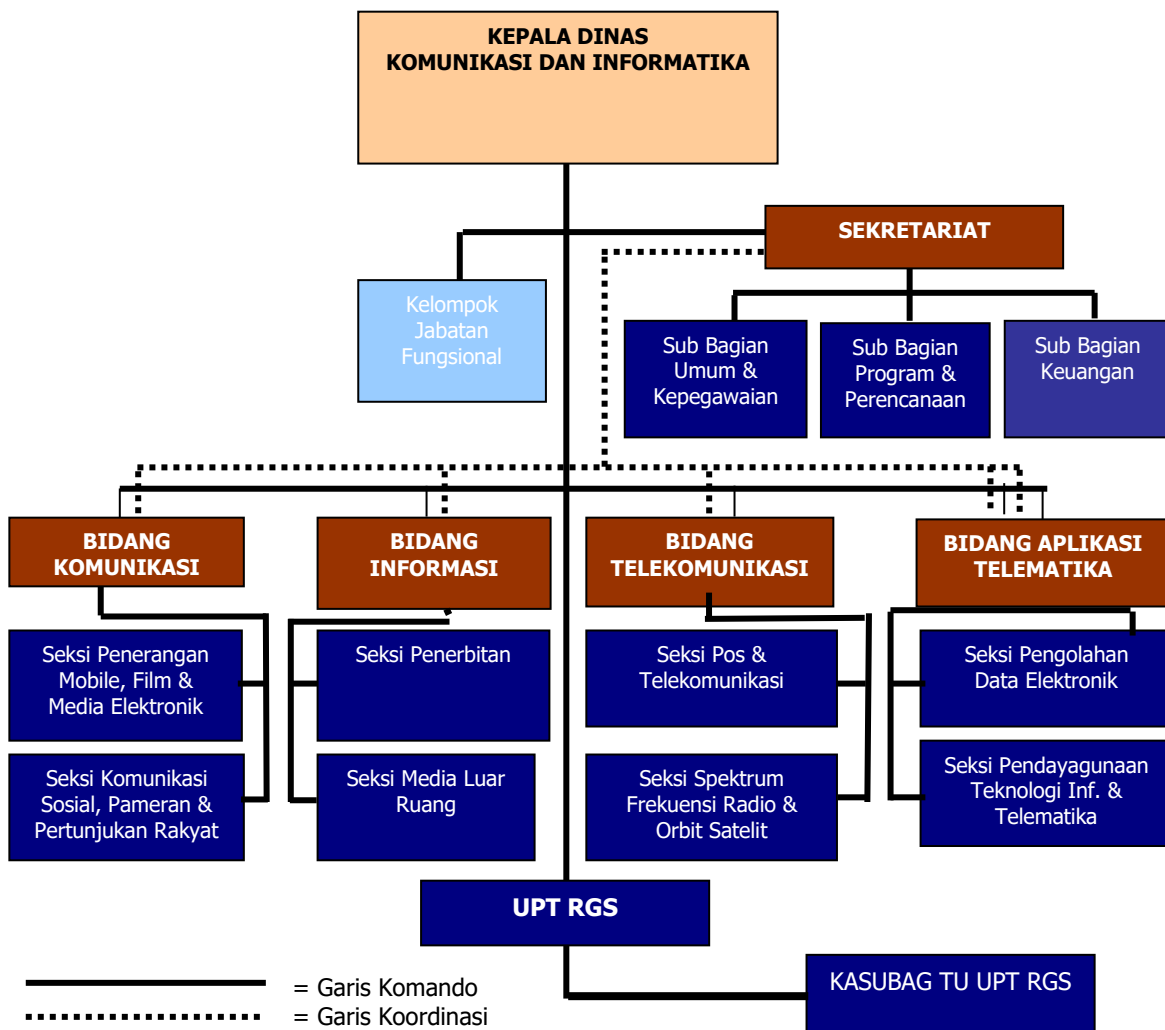 KEPALA DINAS
KOMUNIKASI DAN INFORMATIKA
SEKRETARIAT
Kelompok
Jabatan
Fungsional
Sub Bagian
Umum &
Kepegawaian
Sub Bagian
Program &
Perencanaan
Sub Bagian
Keuangan
BIDANG
KOMUNIKASI
BIDANG
INFORMASI
BIDANG
TELEKOMUNIKASI
BIDANG APLIKASI
TELEMATIKA
Seksi Penerangan
Mobile, Film &
Media Elektronik
Seksi Penerbitan
Seksi Pos &
Telekomunikasi
Seksi Pengolahan
Data Elektronik
Seksi Komunikasi
Sosial, Pameran &
Pertunjukan Rakyat
Seksi Media Luar
Ruang
Seksi Spektrum
Frekuensi Radio &
Orbit Satelit
Seksi Pendayagunaan
Teknologi Inf. &
Telematika
UPT RGS
KASUBAG TU UPT RGS
= Garis Komando
= Garis Koordinasi